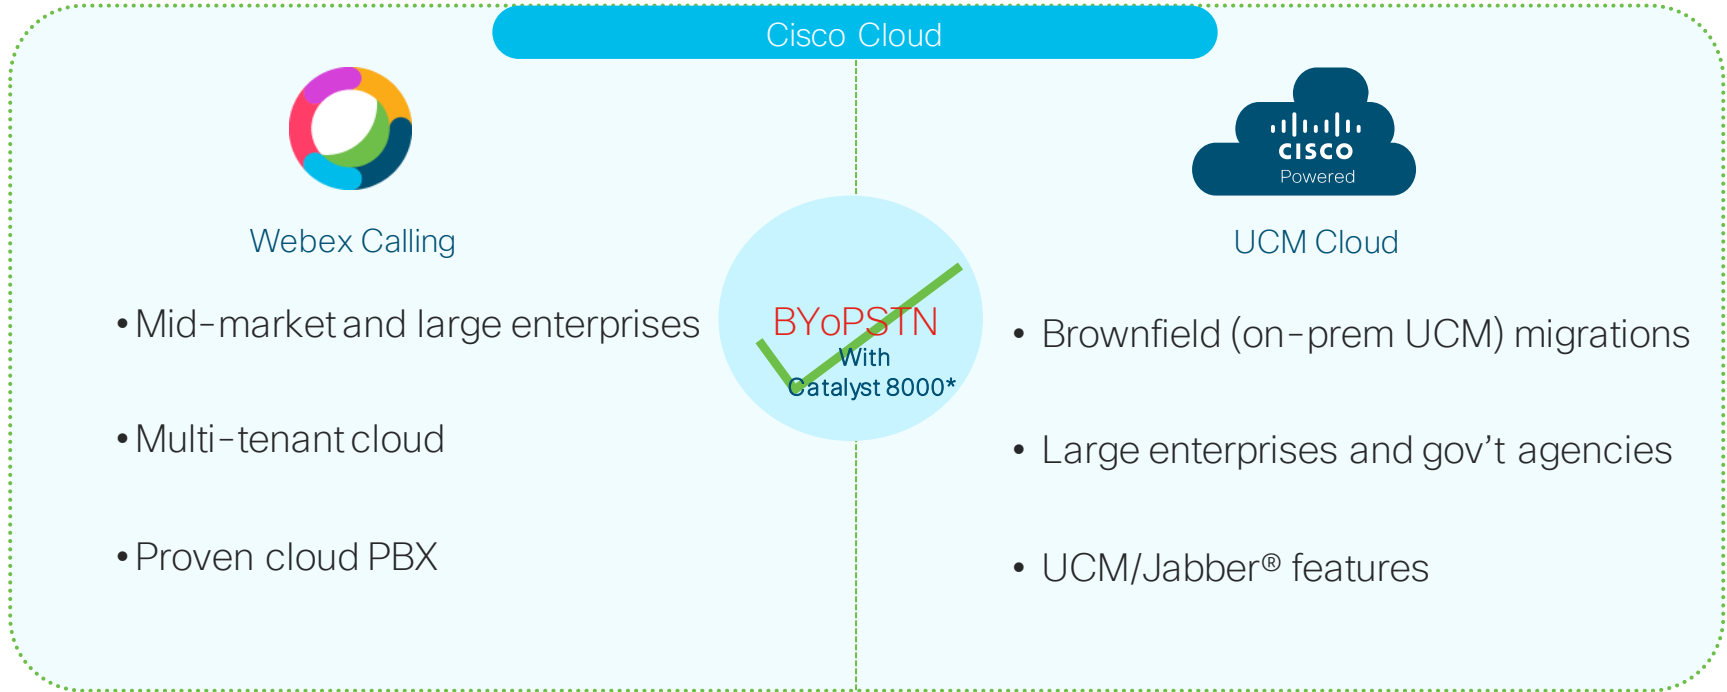 Cisco Cloud
Webex Calling
• Mid-market and large enterprises
• Multi-tenant cloud
• Proven cloud PBX
BYoPSTN
With
Catalyst 8000*
CISCO
Powered
UCM Cloud
• Brownfield (on-prem UCM) migrations
• Large enterprises and gov’t agencies
• UCM/Jabber® features